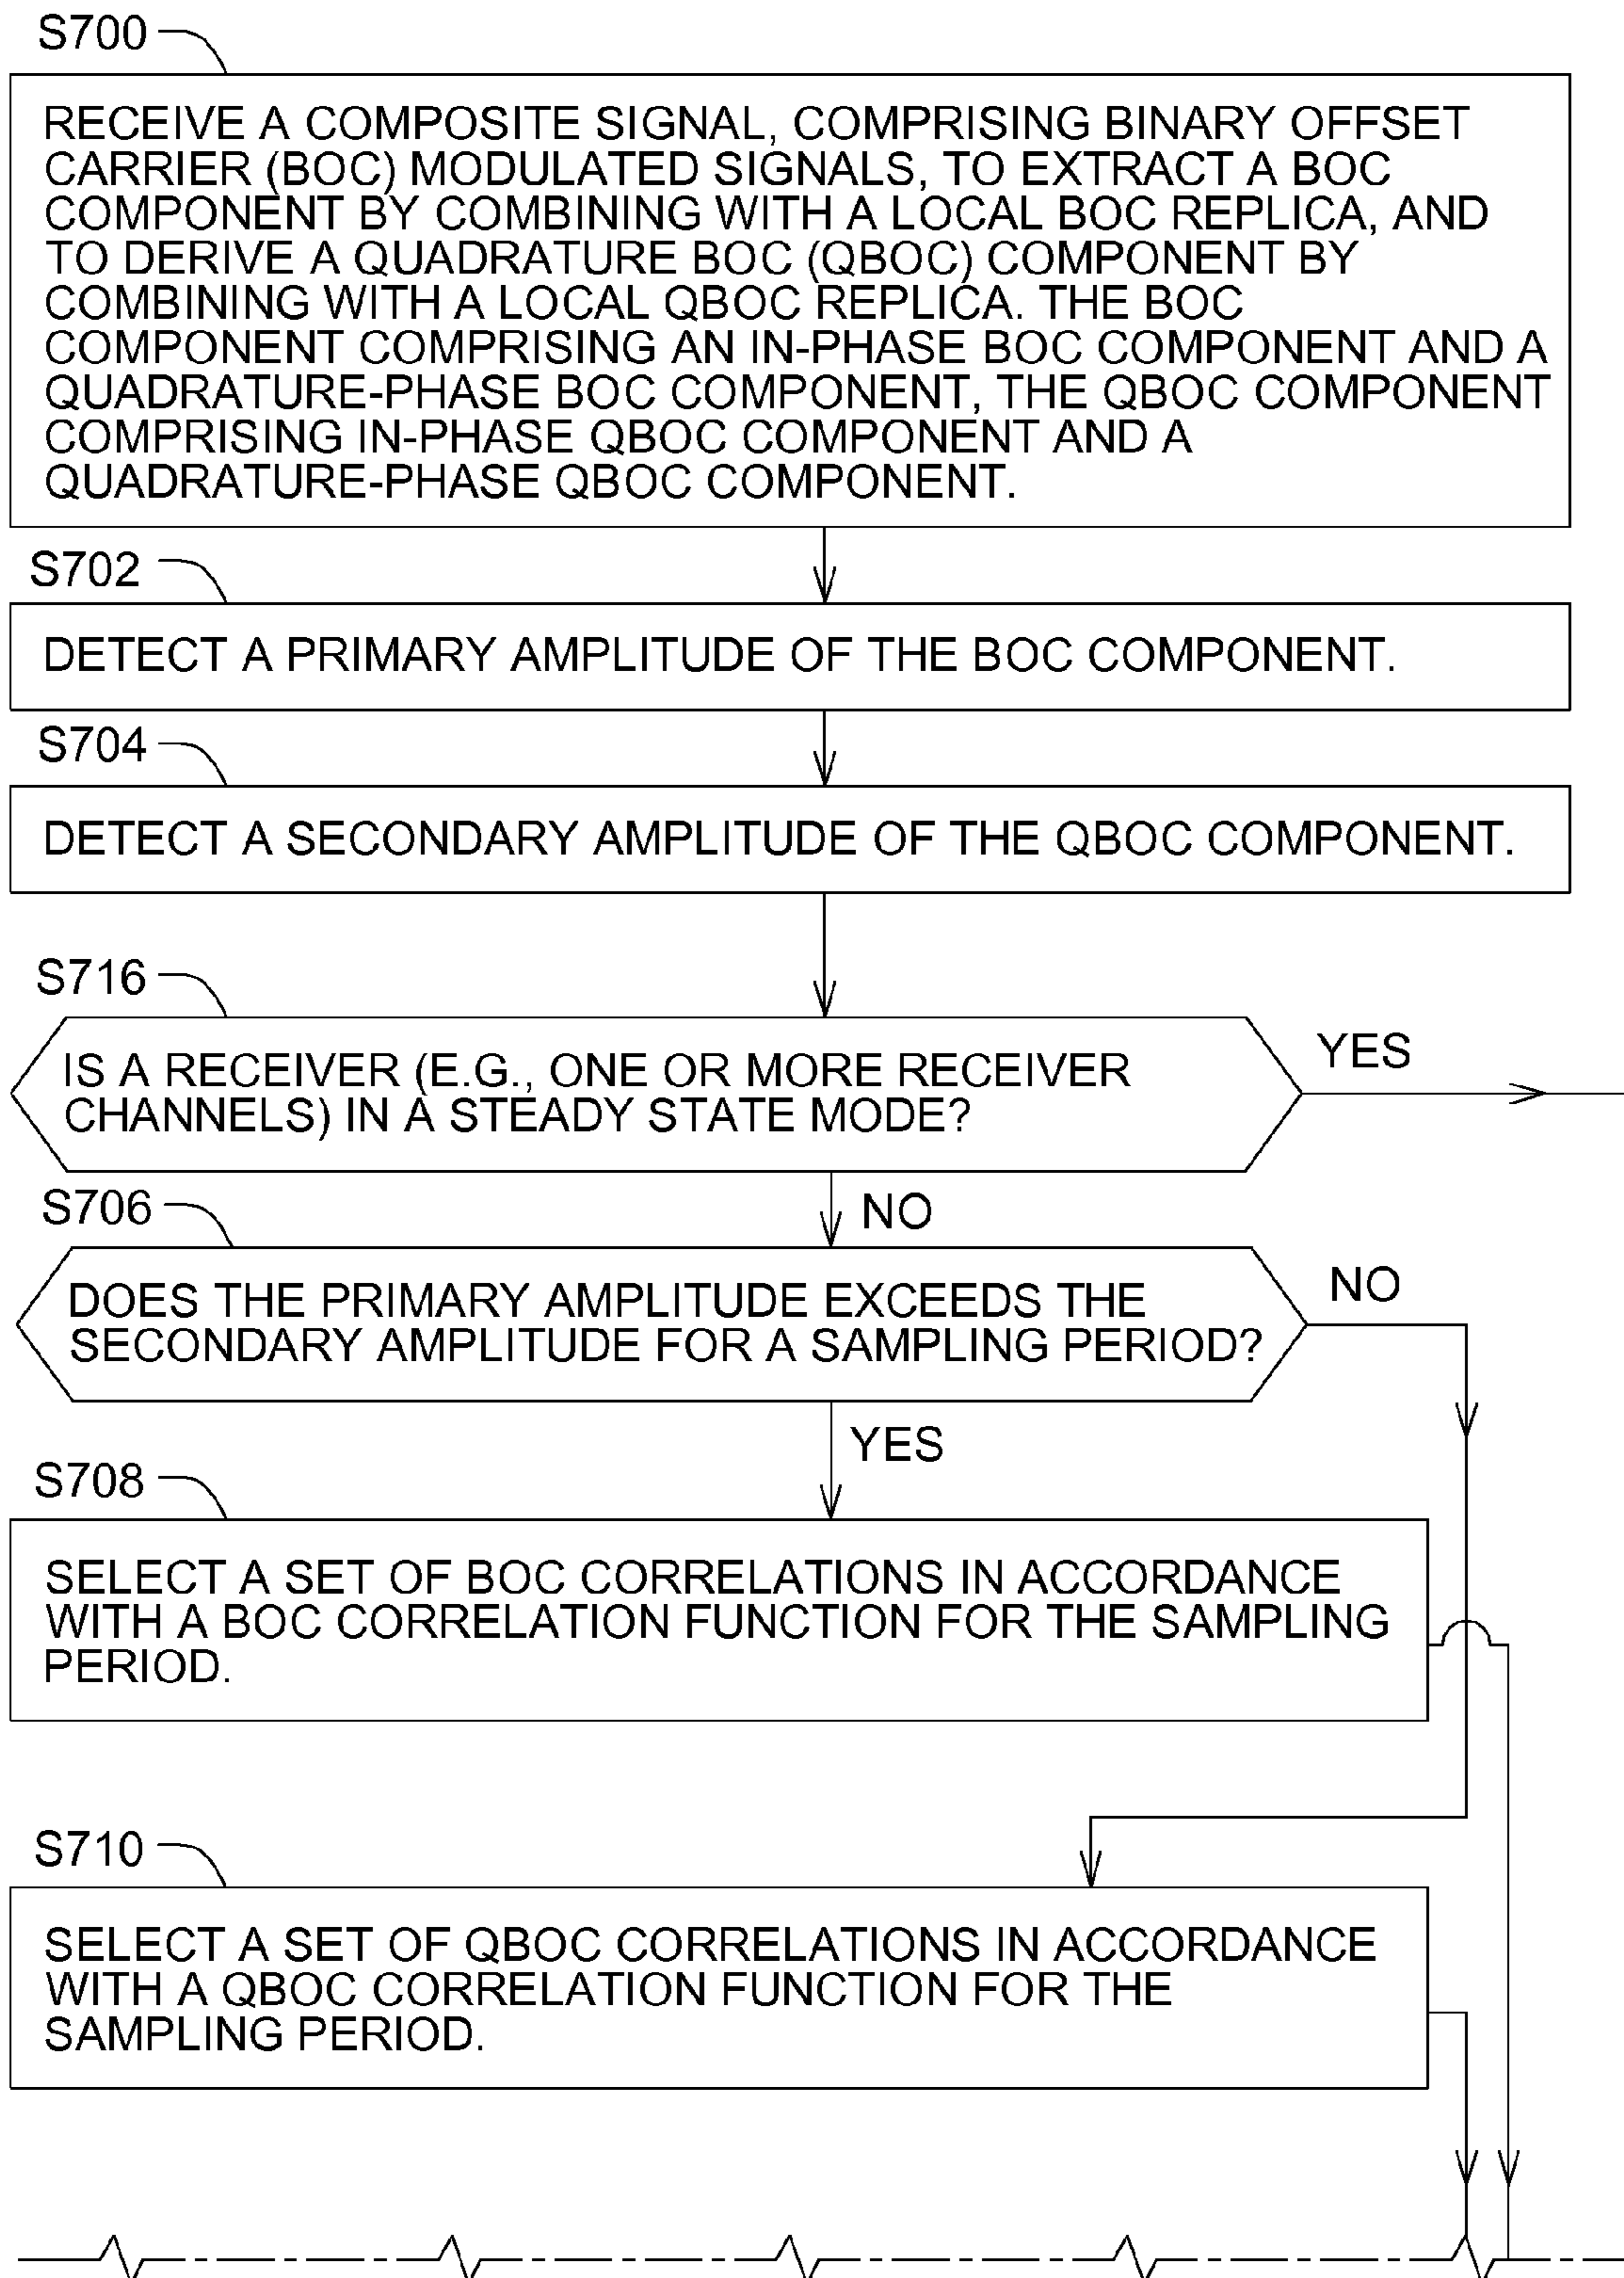 S700
RECEIVE A COMPOSITE SIGNAL, COMPRISING BINARY OFFSET
CARRIER (BOC) MODULATED SIGNALS, TO EXTRACT A BOC
COMPONENT BY COMBINING WITH A LOCAL BOC REPLICA, AND
TO DERIVE A QUADRATURE BOC (QBOC) COMPONENT BY
COMBINING WITH A LOCAL QBOC REPLICA. THE BOC
COMPONENT COMPRISING AN IN-PHASE BOC COMPONENT AND A
QUADRATURE-PHASE BOC COMPONENT, THE QBOC COMPONENT
COMPRISING IN-PHASE QBOC COMPONENT AND A
QUADRATURE-PHASE QBOC COMPONENT.
S702
DETECT A PRIMARY AMPLITUDE OF THE BOC COMPONENT.
S704
DETECT A SECONDARY AMPLITUDE OF THE QBOC COMPONENT.
S716
IS A RECEIVER (E.G., ONE OR MORE RECEIVER
CHANNELS) IN A STEADY STATE MODE?
YES
NO
S706
DOES THE PRIMARY AMPLITUDE EXCEEDS THE
SECONDARY AMPLITUDE FOR A SAMPLING PERIOD?
NO
YES
S708
SELECT A SET OF BOC CORRELATIONS IN ACCORDANCE
WITH A BOC CORRELATION FUNCTION FOR THE SAMPLING
PERIOD.
S710
SELECT A SET OF QBOC CORRELATIONS IN ACCORDANCE
WITH A QBOC CORRELATION FUNCTION FOR THE
SAMPLING PERIOD.